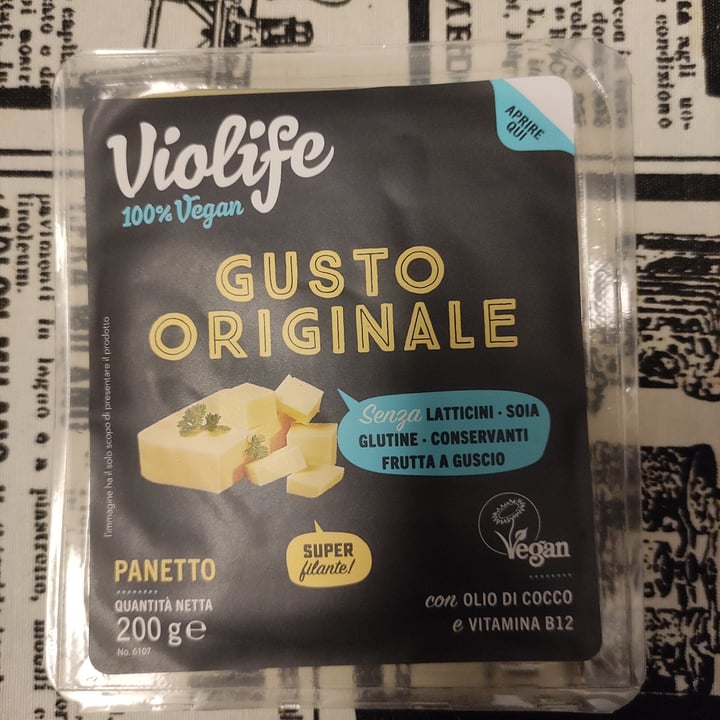 Violife
100% Vegan
APRIRE
QUI
GUSTO
ORIGINALE
l'immagine ha il solo scopo di presentare il prodotto
Senza LATTICINI · SOIA
GLUTINE · CONSERVANTI
FRUTTA A GUSCIO
SUPER
filante!
Vegan
PANETTO
QUANTITÀ NETTA
200 g e
No. 6107
con OLIO DI COCCO
e VITAMINA B12